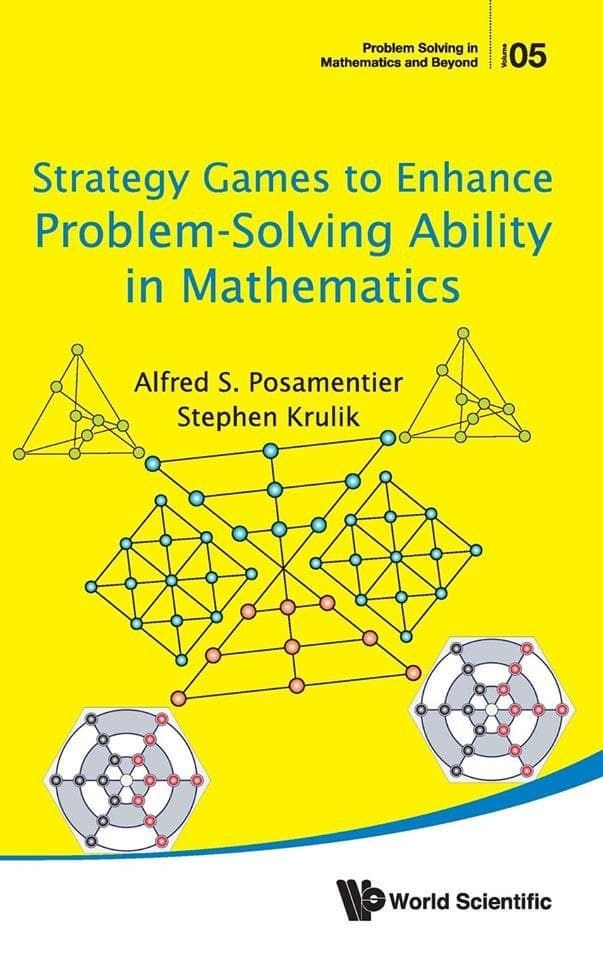 Problem Solving in
Mathematics and Beyond
Volume
05
Strategy Games to Enhance
Problem-Solving Ability
in Mathematics
Alfred S. Posamentier
Stephen Krulik
World Scientific